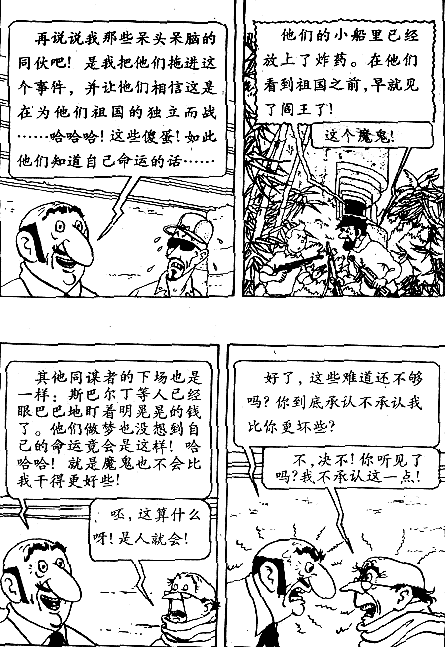 再说说我那些呆头呆脑的
同伙吧！是我把他们拖进这
个事件，并让他们相信这是
在为他们祖国的独立而战
……哈哈哈！这些傻蛋！如此
他们知道自己命运的话……
他们的小船里已经
放上了炸药。在他们
看到祖国之前，早就见
了阎王了！
这个魔鬼！
其他同谋者的下场也是
一样：斯巴尔丁等人已经
眼巴巴地盯着明晃晃的钱
了。他们做梦也没想到自
己的命运竟会是这样！哈
哈哈！就是魔鬼也不会比
我干得更好些！
呸，这算什么
呀！是人就会！
好了，这些难道还不够
吗？你到底承认不承认我
比你更坏些？
不，决不！你听见了
吗？我不承认这一点！